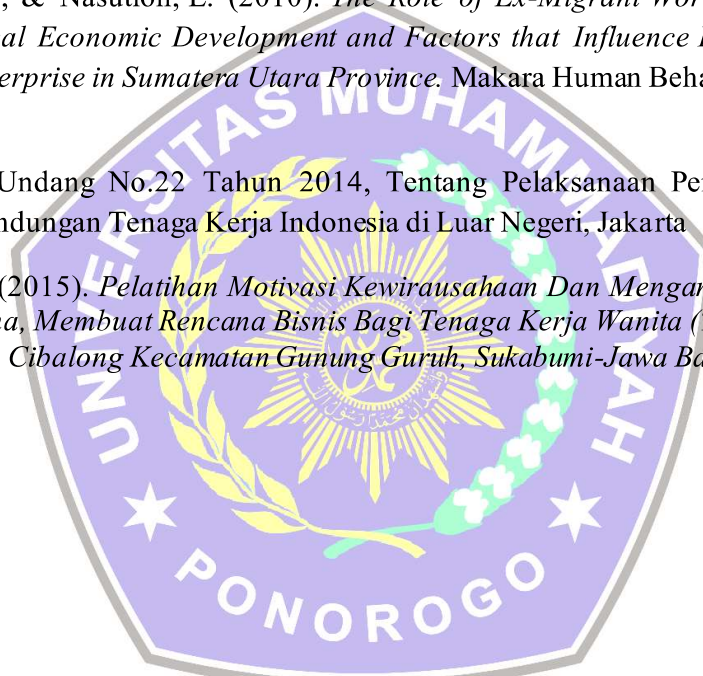 , & Nasution, (2010). The Role of Ex-Migrant Wor
al Economic Development and Factors that Influence
erprise in Sumatera Utara Province. Makara Human Beha
Undang No.22 Tahun 2014, Tentang Pelaksanaan Pe
ndungan Tenaga Kerja Indonesia di Luar Negeri, Jakarta
(2015). Pelatihan Motivasi Kewirausahaan Dan Mengan
na, Membuat Rencana Bisnis Bagi Tenaga Kerja Wanita (
Cibalong Kecamatan Gunung Guruh, Sukabumi-Jawa Ba
UNIVERSITAS MUHAMMADIYAH
PONOROGO